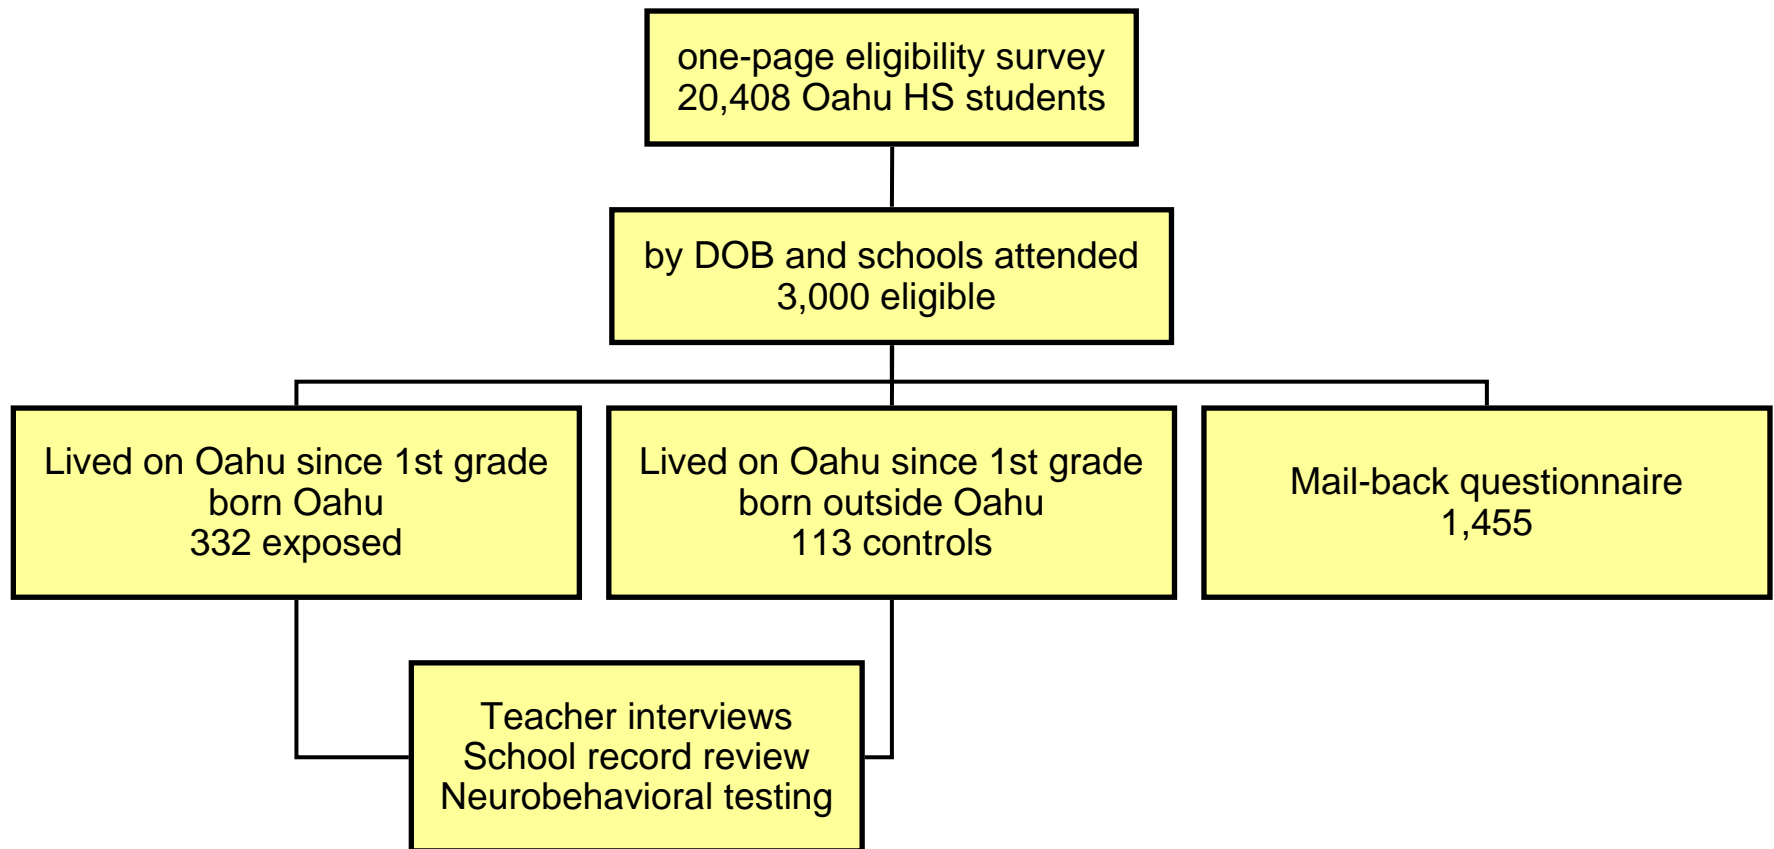 one-page eligibility survey
20,408 Oahu HS students
by DOB and schools attended
3,000 eligible
Lived on Oahu since 1st grade
born Oahu
332 exposed
Lived on Oahu since 1st grade
born outside Oahu
113 controls
Mail-back questionnaire
1,455
Teacher interviews
School record review
Neurobehavioral testing